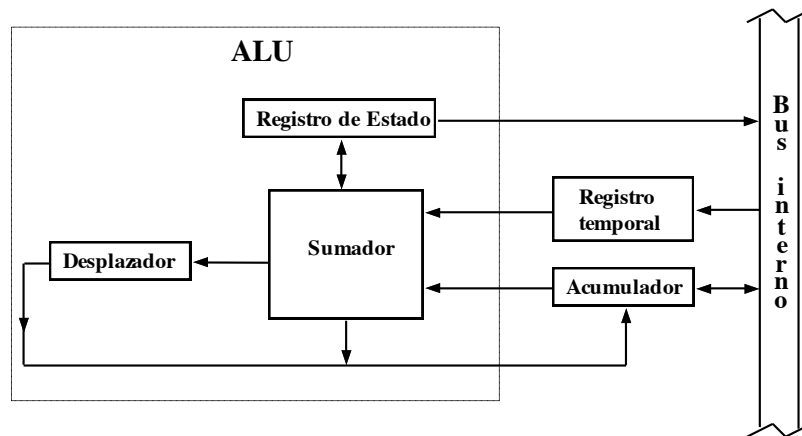 ALU
Registro de Estado
Registro
temporal
Sumador
Desplazador
Acumulador
Bus interno